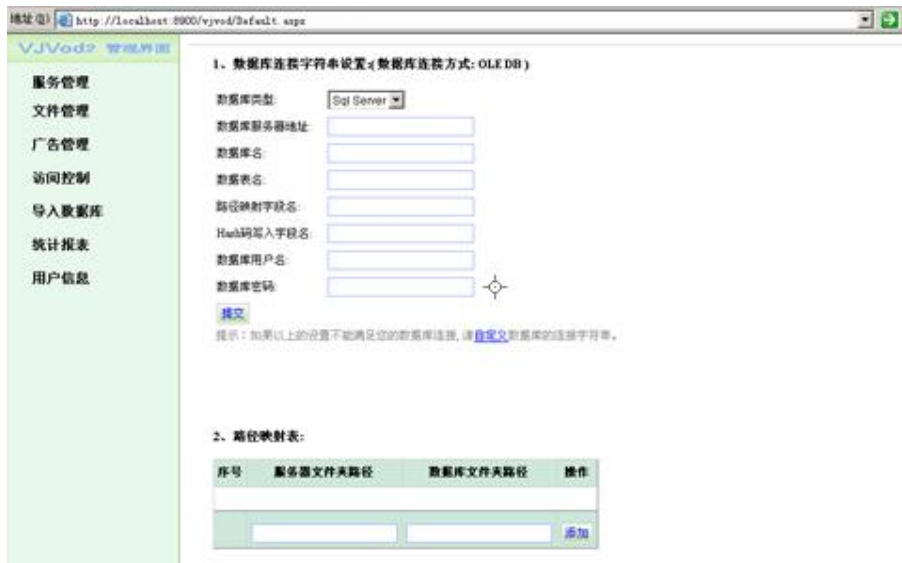 地址(D) http://localhost:8900/vjvod/Default.aspx
VJVod2 管理界面
服务管理
文件管理
广告管理
访问控制
导入数据库
统计报表
用户信息
1、数据库连接字符串设置:(数据库连接方式: OLEDB)
数据库类型: Sql Server
数据库服务器地址:
数据库名:
数据表名:
路径映射字段名:
Hash码写入字段名:
数据库用户名:
数据库密码:
提交
提示：如果以上的设置不能满足您的数据库连接,请自定义数据库的连接字符串。
2、路径映射表:
序号 服务器文件夹路径 数据库文件夹路径 操作
添加